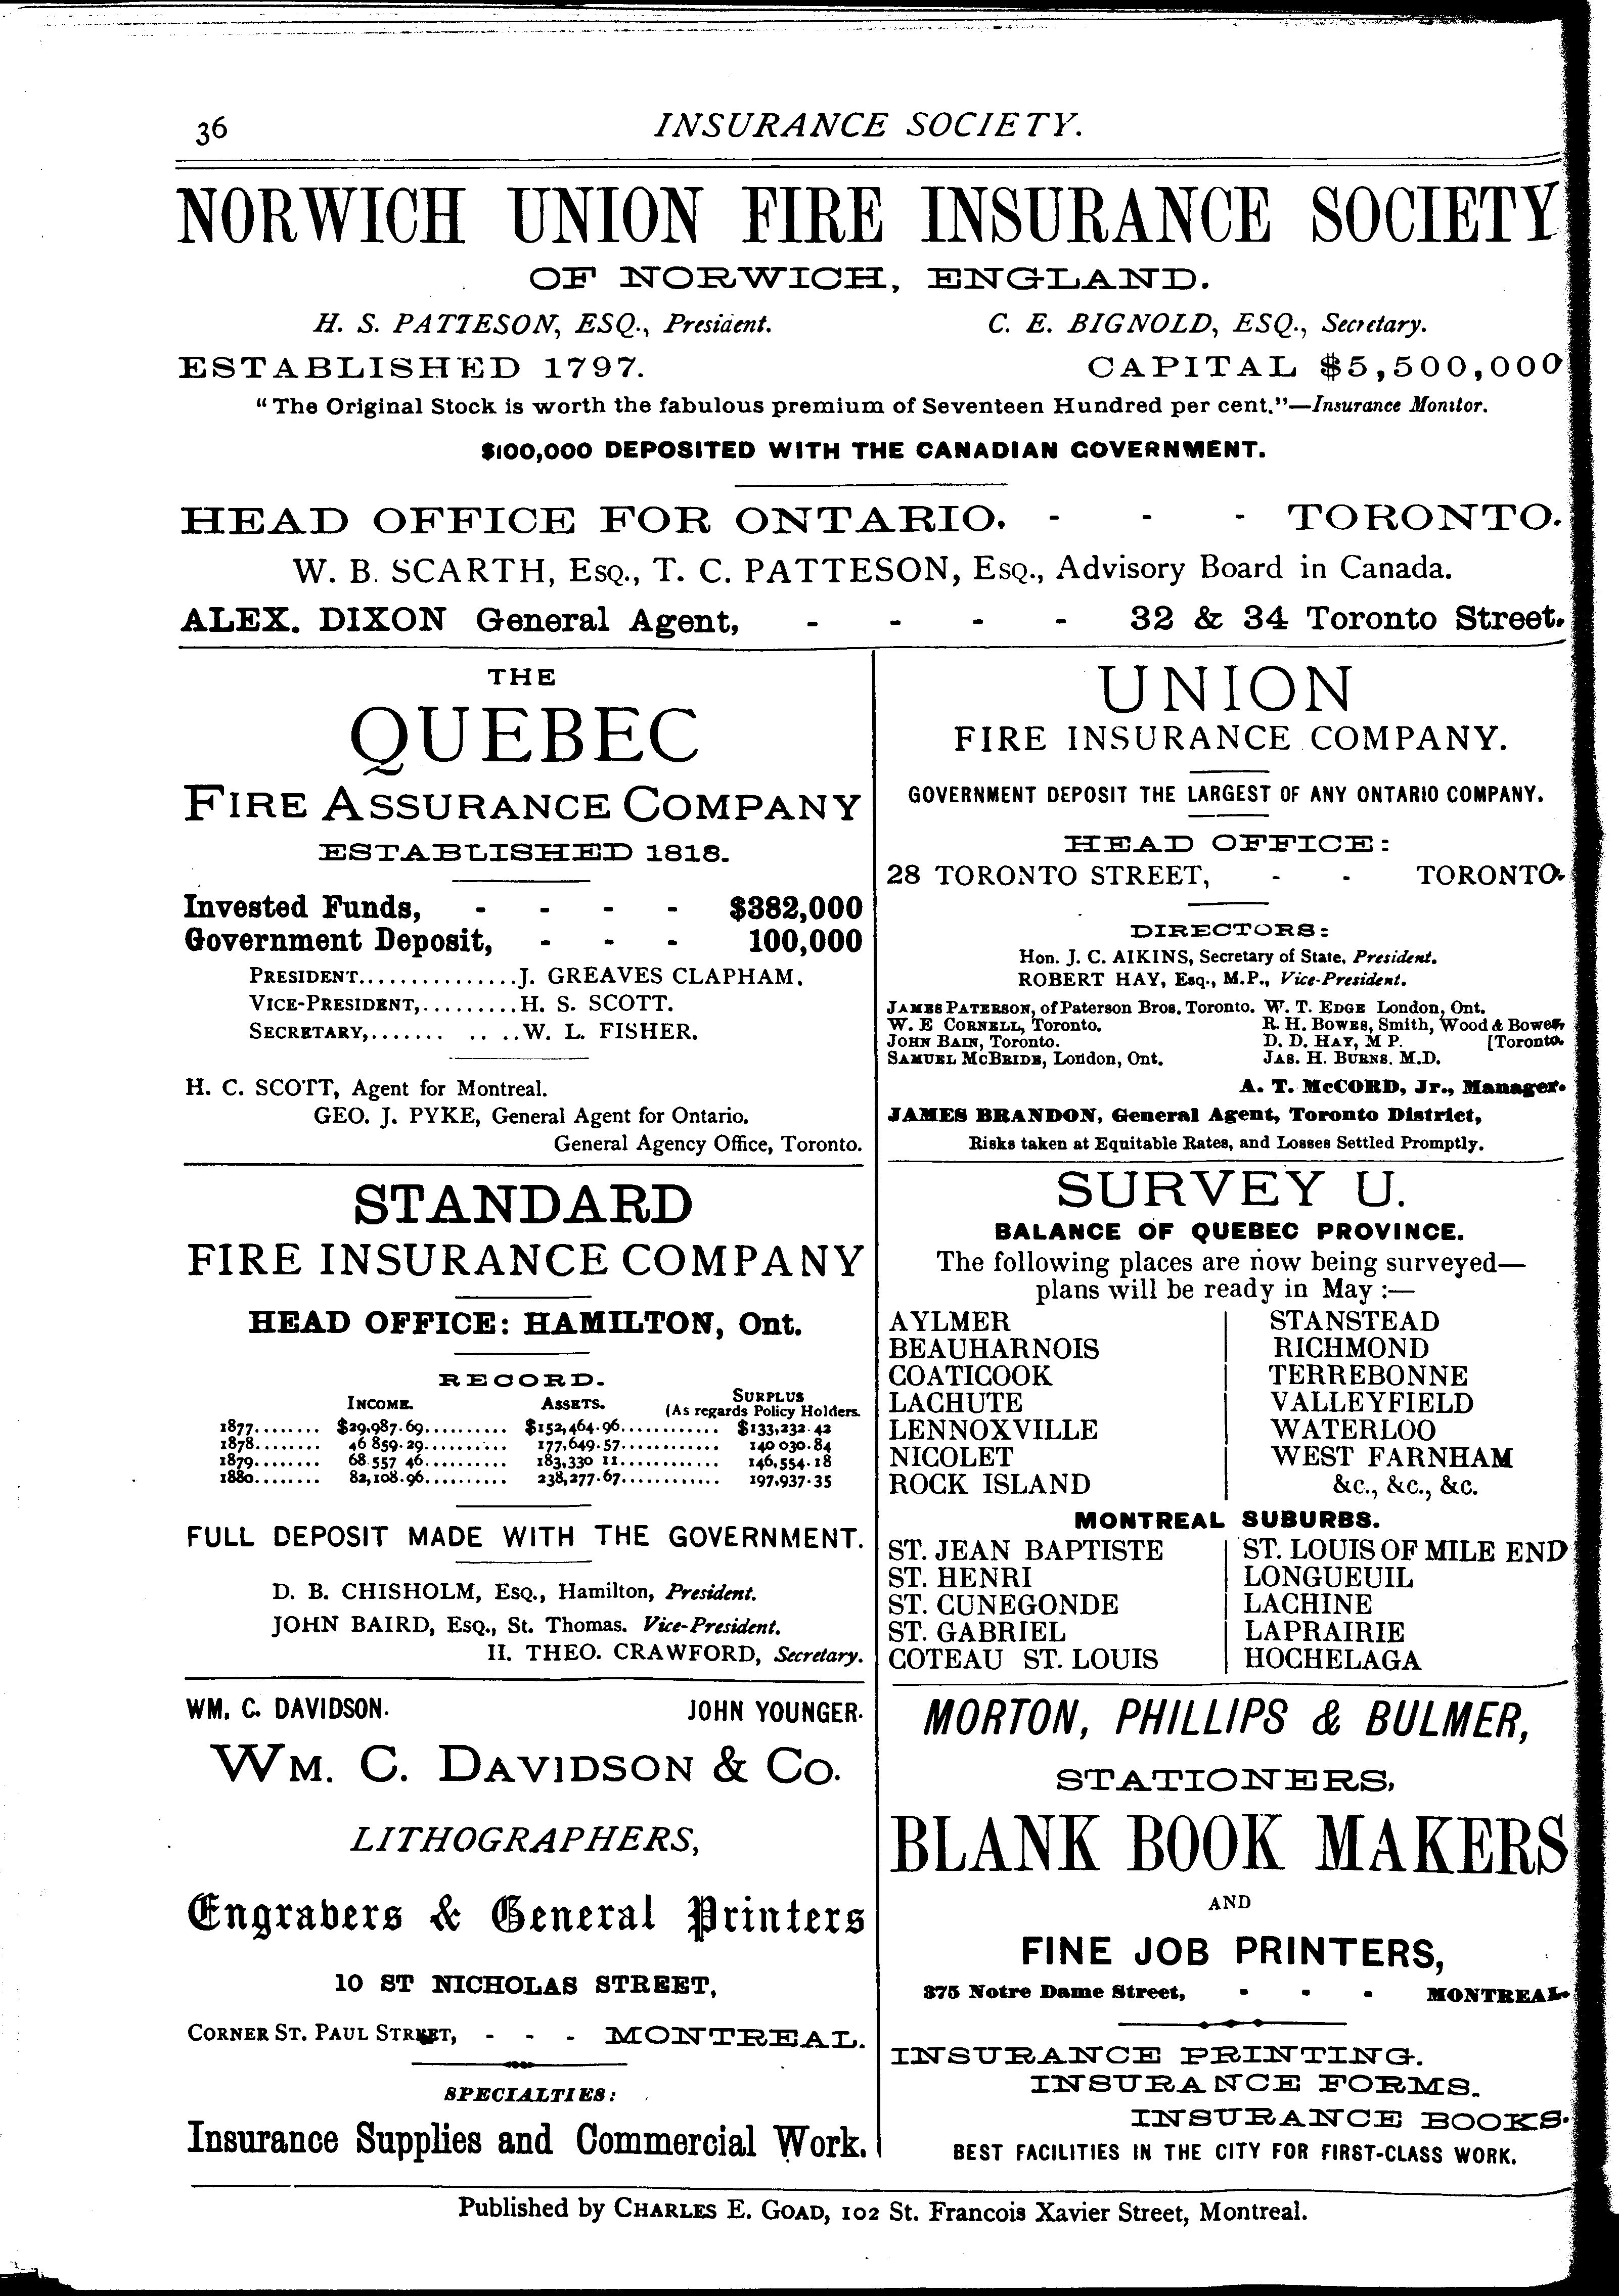 36
INSURANCE SOCIETY.
NORWICH UNION FIRE INSURANCE SOCIETY
OF NORWICH, ENGLAND.
H. S. PATTESON, ESQ., President. C. E. BIGNOLD, ESQ., Secretary.
ESTABLISHED 1797. CAPITAL $5,500,000
"The Original Stock is worth the fabulous premium of Seventeen Hundred per cent."—Insurance Monitor.
$100,000 DEPOSITED WITH THE CANADIAN GOVERNMENT.
HEAD OFFICE FOR ONTARIO, - - - TORONTO.
W. B. SCARTH, ESQ., T. C. PATTESON, ESQ., Advisory Board in Canada.
ALEX. DIXON General Agent, - - - - 32 & 34 Toronto Street.
THE
QUEBEC
FIRE ASSURANCE COMPANY
ESTABLISHED 1818.
Invested Funds, - - - - $382,000
Government Deposit, - - - 100,000
PRESIDENT...............J. GREAVES CLAPHAM.
VICE-PRESIDENT,.........H. S. SCOTT.
SECRETARY,....... .. ..W. L. FISHER.
H. C. SCOTT, Agent for Montreal.
GEO. J. PYKE, General Agent for Ontario.
General Agency Office, Toronto.
STANDARD
FIRE INSURANCE COMPANY
HEAD OFFICE: HAMILTON, Ont.
RECORD.
INCOME. ASSETS. SURPLUS
(As regards Policy Holders.
1877........ $29,987.69.......... $152,464.96............ $133,232.42
1878........ 46 859.29.......... 177,649.57............ 140 030.84
1879........ 68 557 46.......... 183,330 11............ 146,554.18
1880........ 82,108.96.......... 238,277.67............ 197,937.35
FULL DEPOSIT MADE WITH THE GOVERNMENT.
D. B. CHISHOLM, ESQ., Hamilton, President.
JOHN BAIRD, ESQ., St. Thomas. Vice-President.
H. THEO. CRAWFORD, Secretary.
WM. C. DAVIDSON. JOHN YOUNGER.
WM. C. DAVIDSON & CO.
LITHOGRAPHERS,
Engravers & General Printers
10 ST NICHOLAS STREET,
CORNER ST. PAUL STREET, - - - MONTREAL.
SPECIALTIES:
Insurance Supplies and Commercial Work.
UNION
FIRE INSURANCE COMPANY.
GOVERNMENT DEPOSIT THE LARGEST OF ANY ONTARIO COMPANY.
HEAD OFFICE:
28 TORONTO STREET, - - TORONTO.
DIRECTORS:
Hon. J. C. AIKINS, Secretary of State, President.
ROBERT HAY, Esq., M.P., Vice-President.
JAMES PATERSON, of Paterson Bros. Toronto. W. T. EDGE London, Ont.
W. E CORNELL, Toronto. R. H. BOWES, Smith, Wood & Bowes,
JOHN BAIN, Toronto. D. D. HAY, M P. [Toronto.
SAMUEL MCBRIDE, London, Ont. JAS. H. BURNS. M.D.
A. T. McCORD, Jr., Manager.
JAMES BRANDON, General Agent, Toronto District,
Risks taken at Equitable Rates, and Losses Settled Promptly.
SURVEY U.
BALANCE OF QUEBEC PROVINCE.
The following places are now being surveyed—
plans will be ready in May :—
AYLMER STANSTEAD
BEAUHARNOIS RICHMOND
COATICOOK TERREBONNE
LACHUTE VALLEYFIELD
LENNOXVILLE WATERLOO
NICOLET WEST FARNHAM
ROCK ISLAND &c., &c., &c.
MONTREAL SUBURBS.
ST. JEAN BAPTISTE ST. LOUIS OF MILE END
ST. HENRI LONGUEUIL
ST. CUNEGONDE LACHINE
ST. GABRIEL LAPRAIRIE
COTEAU ST. LOUIS HOCHELAGA
MORTON, PHILLIPS & BULMER,
STATIONERS,
BLANK BOOK MAKERS
AND
FINE JOB PRINTERS,
375 Notre Dame Street, - - - MONTREAL.
INSURANCE PRINTING.
INSURANCE FORMS.
INSURANCE BOOKS.
BEST FACILITIES IN THE CITY FOR FIRST-CLASS WORK.
Published by CHARLES E. GOAD, 102 St. Francois Xavier Street, Montreal.